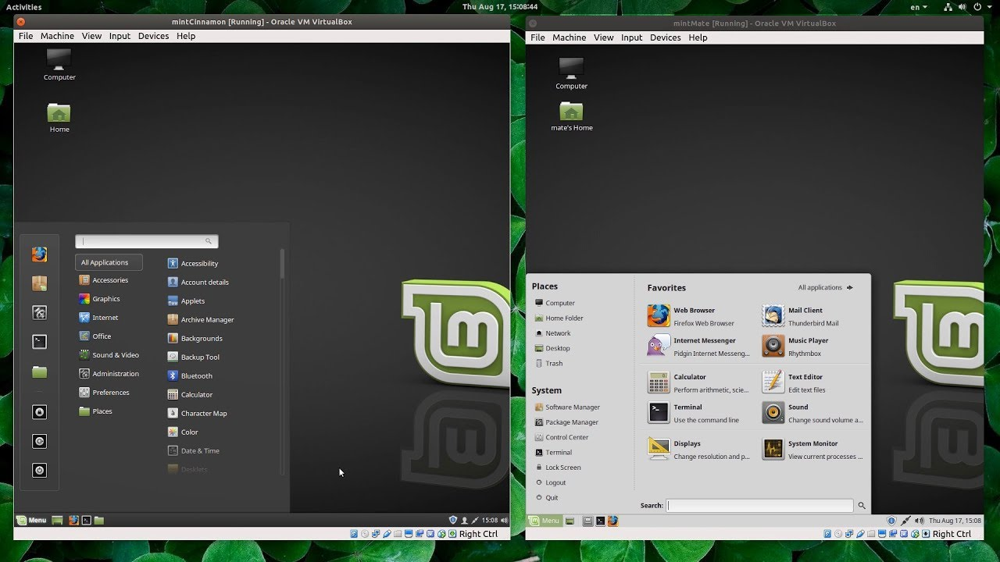 Activities
Thu Aug 17, 15:08:44
en
mintCinnamon [Running] - Oracle VM VirtualBox
File Machine View Input Devices Help
Computer
Home
All Applications
Accessories
Graphics
Internet
Office
Sound & Video
Administration
Preferences
Places
Accessibility
Account details
Applets
Archive Manager
Backgrounds
Backup Tool
Bluetooth
Calculator
Character Map
Color
Date & Time
Desklets
Menu
15:08
Right Ctrl
mintMate [Running] - Oracle VM VirtualBox
File Machine View Input Devices Help
Computer
mate's Home
Places
Computer
Home Folder
Network
Desktop
Trash
System
Software Manager
Package Manager
Control Center
Terminal
Lock Screen
Logout
Quit
Favorites
All applications
Web Browser
Firefox Web Browser
Mail Client
Thunderbird Mail
Internet Messenger
Pidgin Internet Messeng...
Music Player
Rhythmbox
Calculator
Perform arithmetic, scie...
Text Editor
Edit text files
Terminal
Use the command line
Sound
Change sound volume a...
Displays
Change resolution and p...
System Monitor
View current processes ...
Search:
Menu
Thu Aug 17, 15:08
Right Ctrl